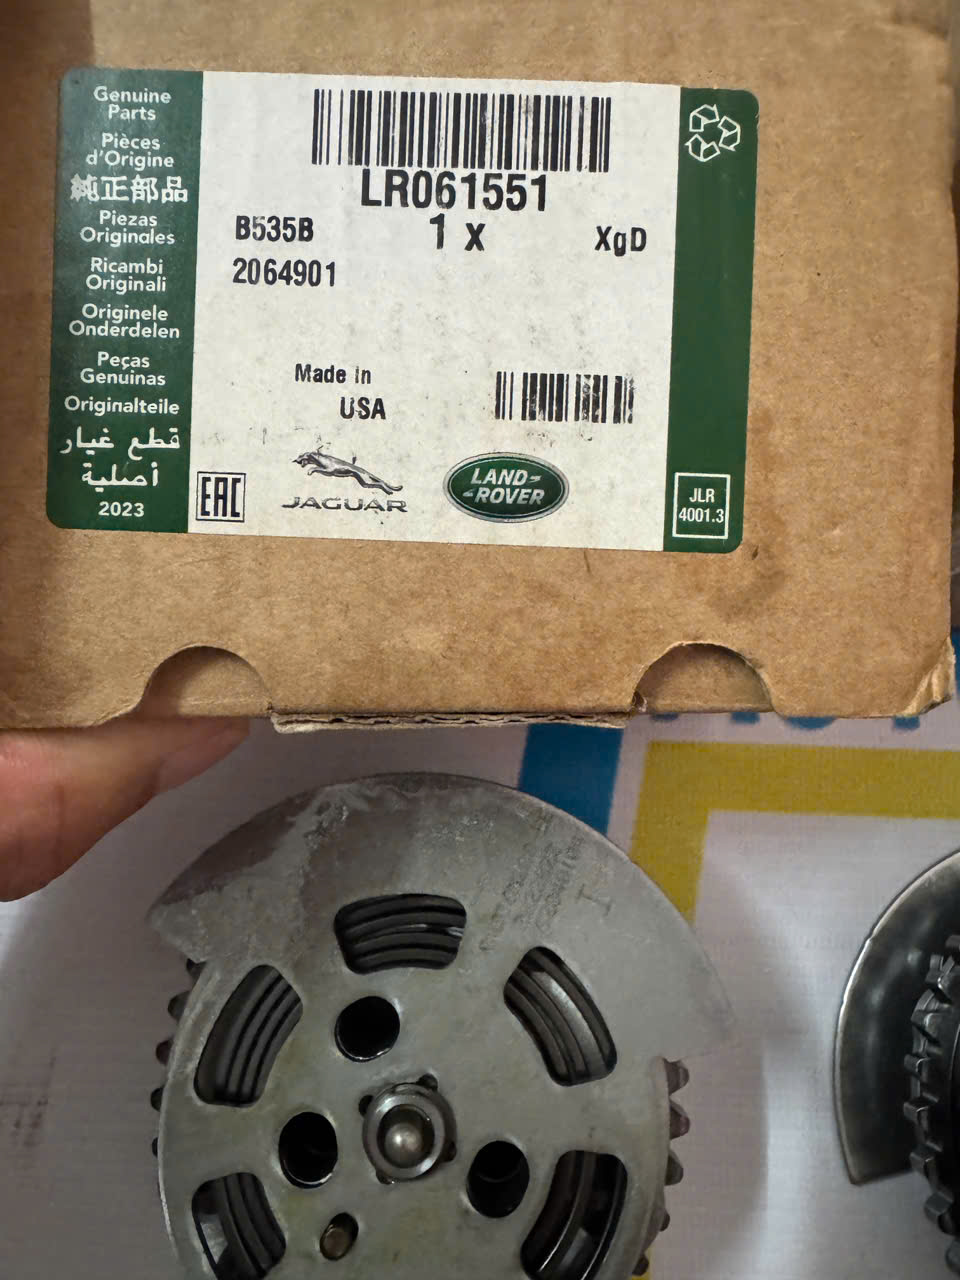 Genuine
Parts
Pièces
d'Origine
純正部品
Piezas
Originales
Ricambi
Originali
Originele
Onderdelen
Peças
Genuinas
Originalteile
قطع غيار
أصلية
2023
LR061551
B535B
1 x
XgD
2064901
Made in
USA
EAC
JAGUAR
LAND-
-ROVER
JLR
4001.3